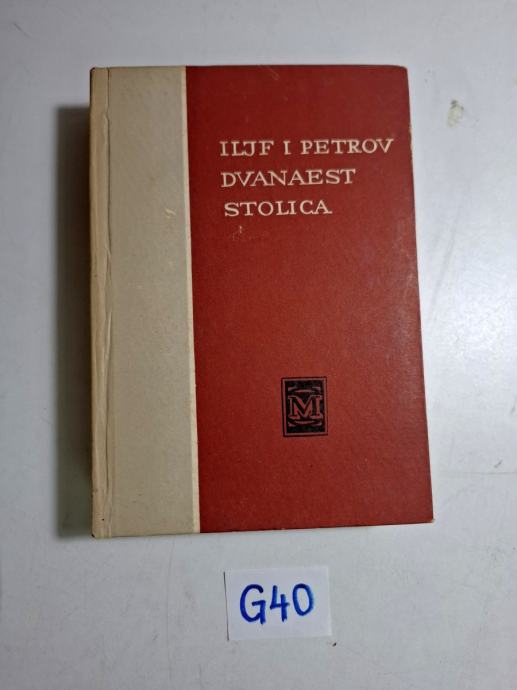 ILJF I PETROV
DVANAEST
STOLICA
M
G40